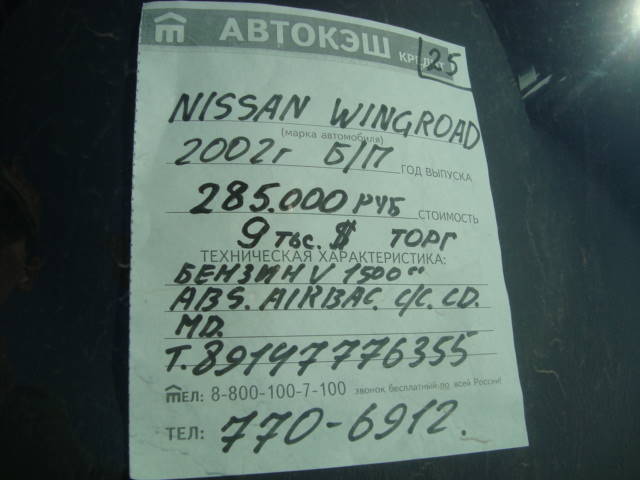 АВТОКЭШ
КРЕДИТ 25
NISSAN WINGROAD
(марка автомобиля)
2002г Б/П ГОД ВЫПУСКА
285.000 РУБ СТОИМОСТЬ
9 тыс. $ ТОРГ
ТЕХНИЧЕСКАЯ ХАРАКТЕРИСТИКА:
БЕНЗИН V 1500
ABS. AIRBAC. C/C. CD.
MD.
Т. 89147776355
ТЕЛ: 8-800-100-7-100 звонок бесплатный по всей России!
ТЕЛ: 770-6912.